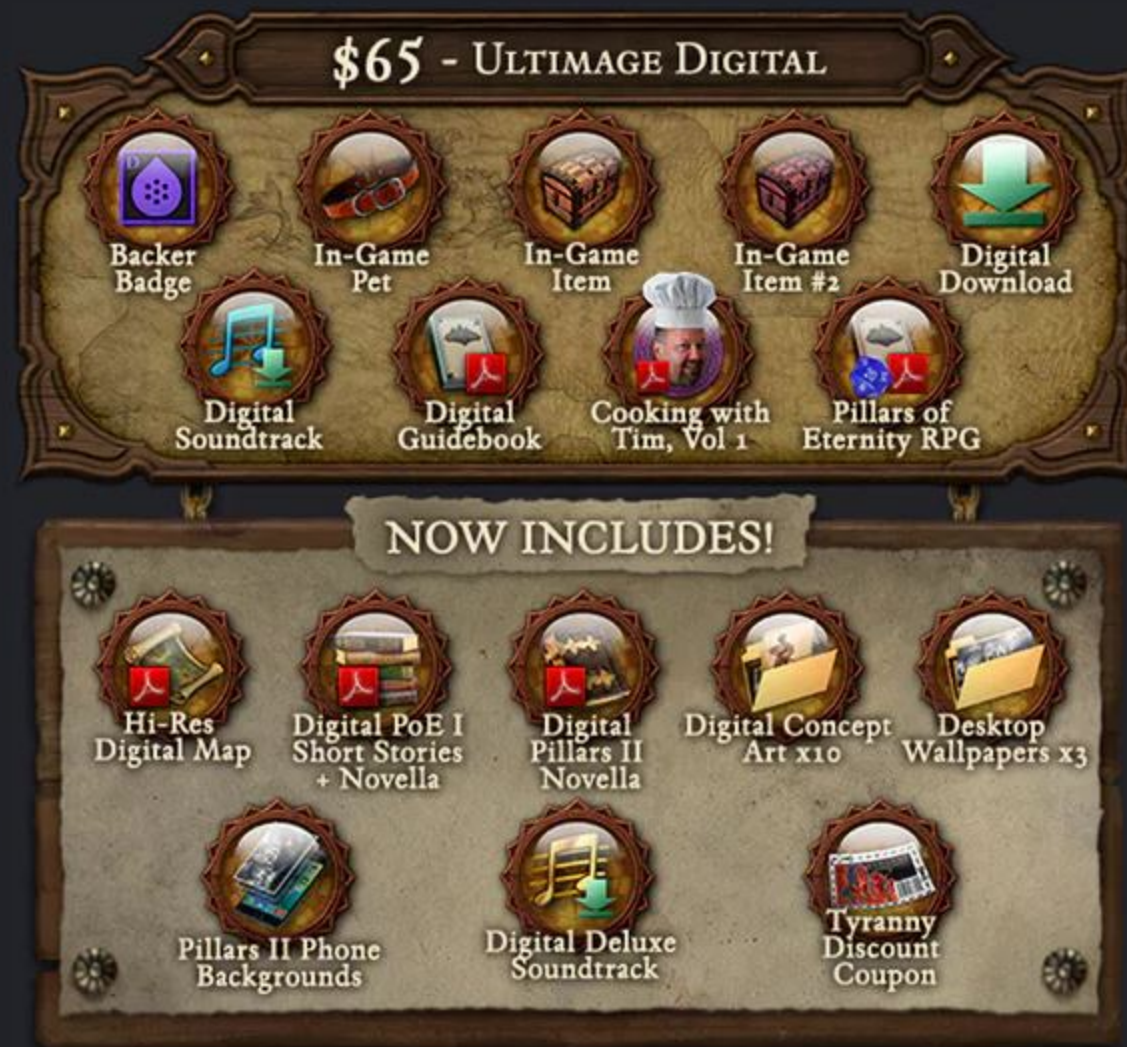 $65 - Ultimage Digital
Backer Badge
In-Game Pet
In-Game Item
In-Game Item #2
Digital Download
Digital Soundtrack
Digital Guidebook
Cooking with Tim, Vol 1
Pillars of Eternity RPG
NOW INCLUDES!
Hi-Res Digital Map
Digital PoE I Short Stories + Novella
Digital Pillars II Novella
Digital Concept Art x10
Desktop Wallpapers x3
Pillars II Phone Backgrounds
Digital Deluxe Soundtrack
Tyranny Discount Coupon